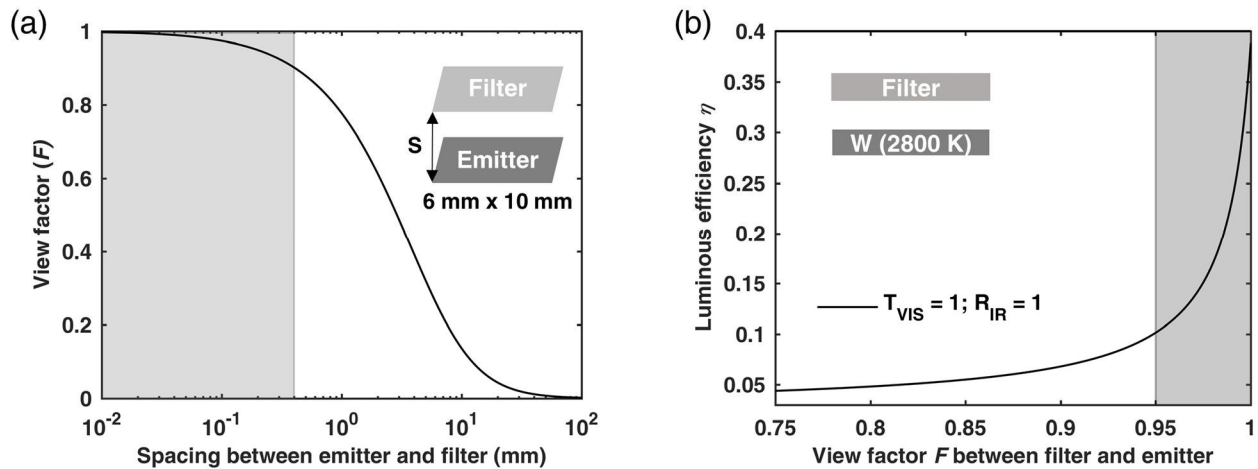 (a)
1
0.8
0.6
0.4
0.2
0
View factor (F)
Filter
S
Emitter
6 mm x 10 mm
10⁻²
10⁻¹
10⁰
10¹
10²
Spacing between emitter and filter (mm)
(b)
0.4
0.35
0.3
0.25
0.2
0.15
0.1
0.05
Luminous efficiency η
Filter
W (2800 K)
T_VIS = 1; R_IR = 1
0.75
0.8
0.85
0.9
0.95
1
View factor F between filter and emitter